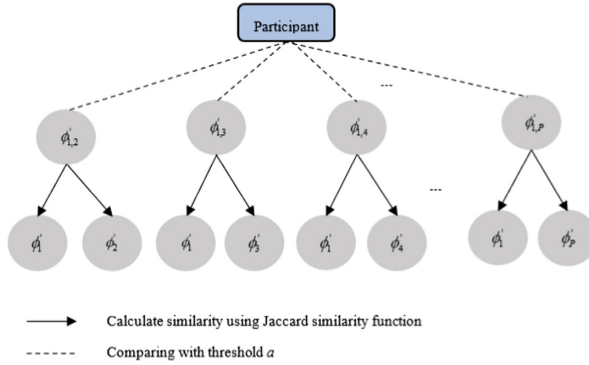 Participant
---
ϕ'1,2 ϕ'1,3 ϕ'1,4 ϕ'1,P
---
ϕ'1 ϕ'2 ϕ'1 ϕ'3 ϕ'1 ϕ'4 ϕ'1 ϕ'P
Calculate similarity using Jaccard similarity function
Comparing with threshold α